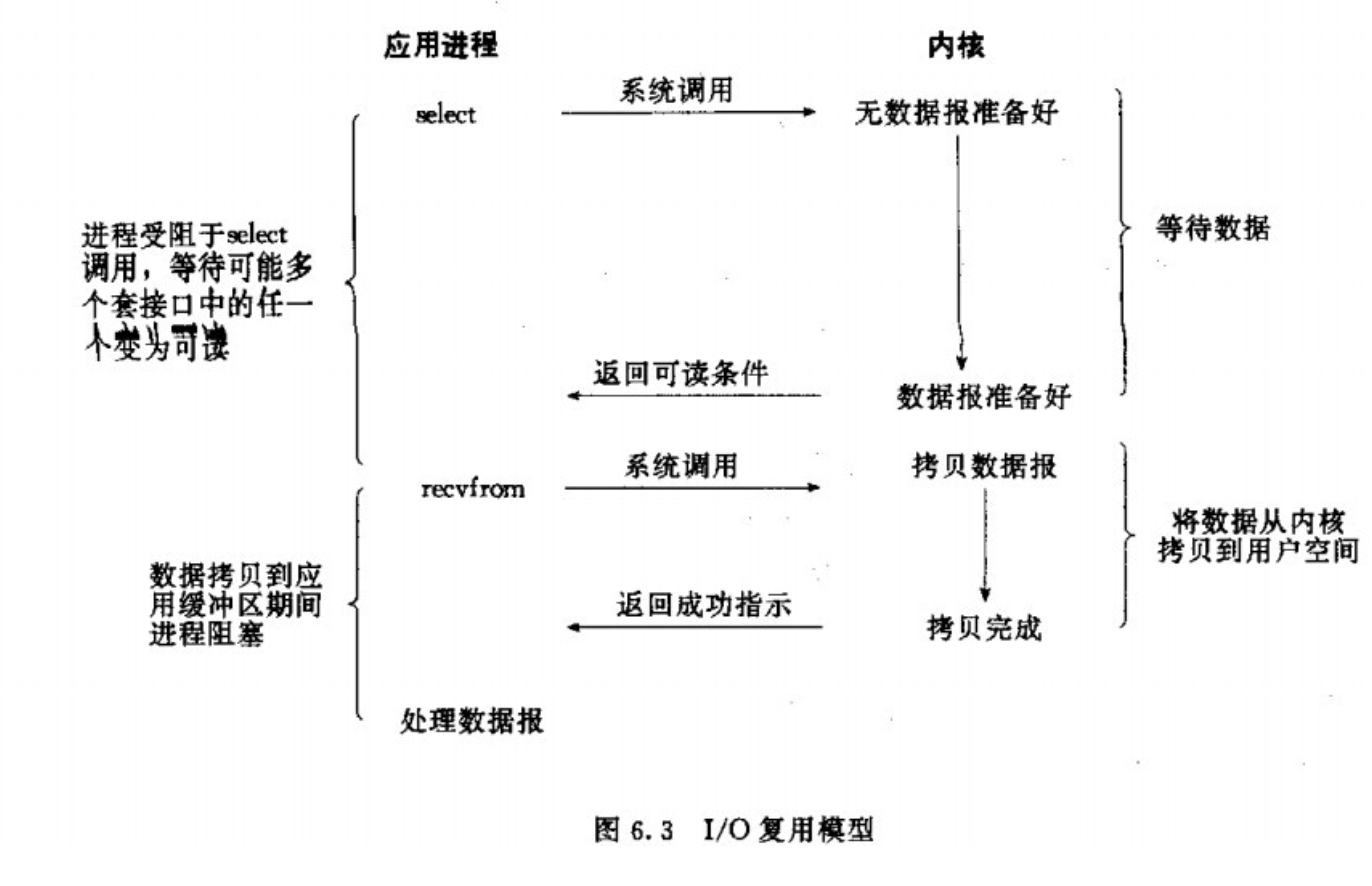 应用进程
内核
select
系统调用
无数据报准备好
进程受阻于select
调用，等待可能多
个套接口中的任一
个变为可读
等待数据
返回可读条件
数据报准备好
recvfrom
系统调用
拷贝数据报
将数据从内核
拷贝到用户空间
数据拷贝到应
用缓冲区期间
进程阻塞
返回成功指示
拷贝完成
处理数据报
图 6.3 I/O 复用模型